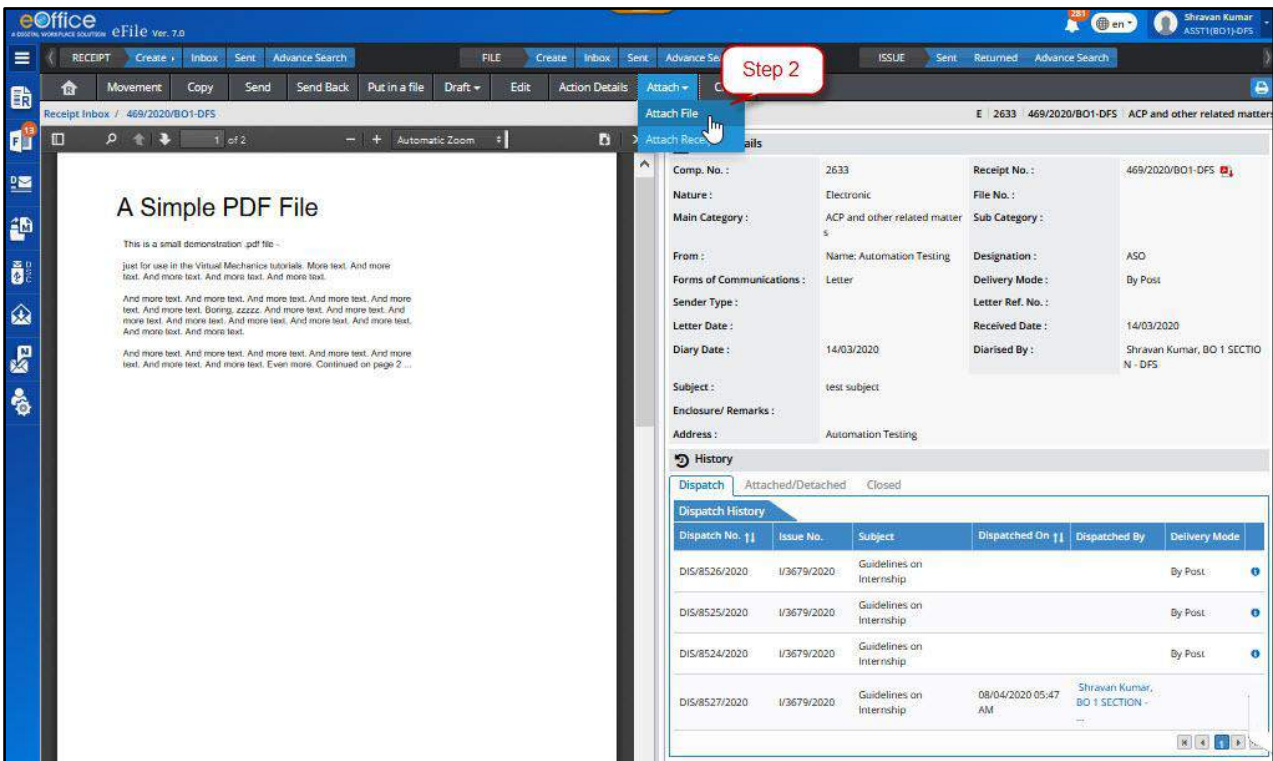 eOffice
A DIGITAL WORKPLACE SOLUTION eFile Ver. 7.0
281
en
Shravan Kumar
ASST1(BO1)-DFS
RECEIPT Create Inbox Sent Advance Search FILE Create Inbox Sent Advance Se ISSUE Sent Returned Advance Search
Step 2
Movement Copy Send Send Back Put in a file Draft Edit Action Details Attach C
Receipt Inbox / 469/2020/BO1-DFS
Attach File
Attach Rece
E 2633 469/2020/BO1-DFS ACP and other related matters
ER
13
1 of 2 Automatic Zoom
ails
A Simple PDF File
This is a small demonstration .pdf file -
just for use in the Virtual Mechanics tutorials. More text. And more
text. And more text. And more text. And more text.
And more text. And more text. And more text. And more text. And more
text. And more text. Boring, zzzzz. And more text. And more text. And
more text. And more text. And more text. And more text. And more text.
And more text. And more text.
And more text. And more text. And more text. And more text. And more
text. And more text. And more text. Even more. Continued on page 2 ...
Comp. No. : 2633 Receipt No. : 469/2020/BO1-DFS
Nature : Electronic File No. :
Main Category : ACP and other related matter Sub Category :
s
From : Name: Automation Testing Designation : ASO
Forms of Communications : Letter Delivery Mode : By Post
Sender Type : Letter Ref. No. :
Letter Date : Received Date : 14/03/2020
Diary Date : 14/03/2020 Diarised By : Shravan Kumar, BO 1 SECTIO
N - DFS
Subject : test subject
Enclosure/ Remarks :
Address : Automation Testing
History
Dispatch Attached/Detached Closed
Dispatch History
Dispatch No. Issue No. Subject Dispatched On Dispatched By Delivery Mode
DIS/8526/2020 I/3679/2020 Guidelines on
Internship By Post
DIS/8525/2020 I/3679/2020 Guidelines on
Internship By Post
DIS/8524/2020 I/3679/2020 Guidelines on
Internship By Post
DIS/8527/2020 I/3679/2020 Guidelines on
Internship 08/04/2020 05:47
AM Shravan Kumar,
BO 1 SECTION -
...
1